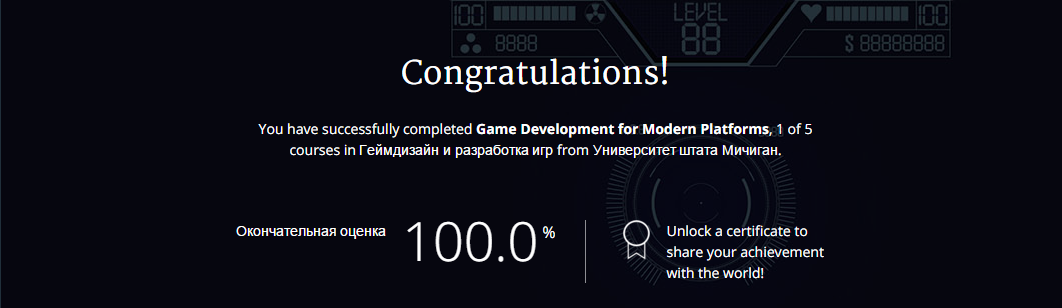 100 100
LEVEL
88
8888 $ 88888888
Congratulations!
You have successfully completed Game Development for Modern Platforms, 1 of 5
courses in Геймдизайн и разработка игр from Университет штата Мичиган.
Окончательная оценка
100.0 %
Unlock a certificate to
share your achievement
with the world!